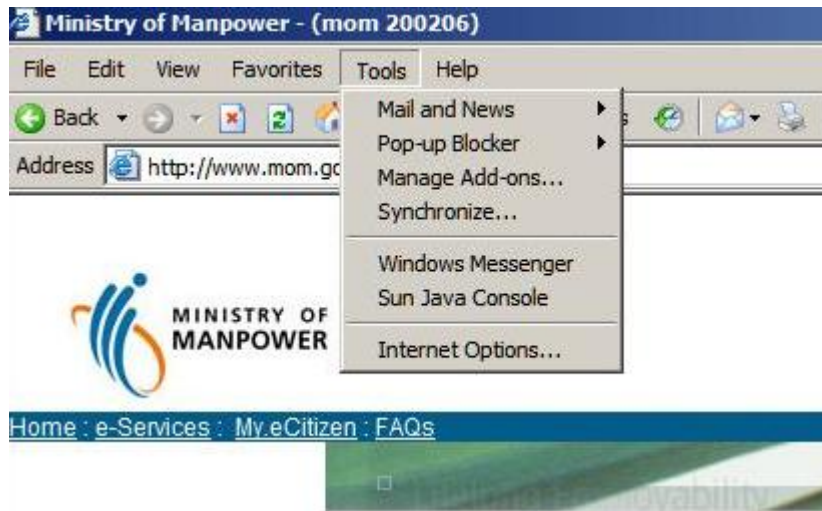 Ministry of Manpower - (mom 200206)
File Edit View Favorites Tools Help
Back
Address http://www.mom.go
Mail and News
Pop-up Blocker
Manage Add-ons...
Synchronize...
Windows Messenger
Sun Java Console
Internet Options...
MINISTRY OF
MANPOWER
Home : e-Services : My.eCitizen : FAQs